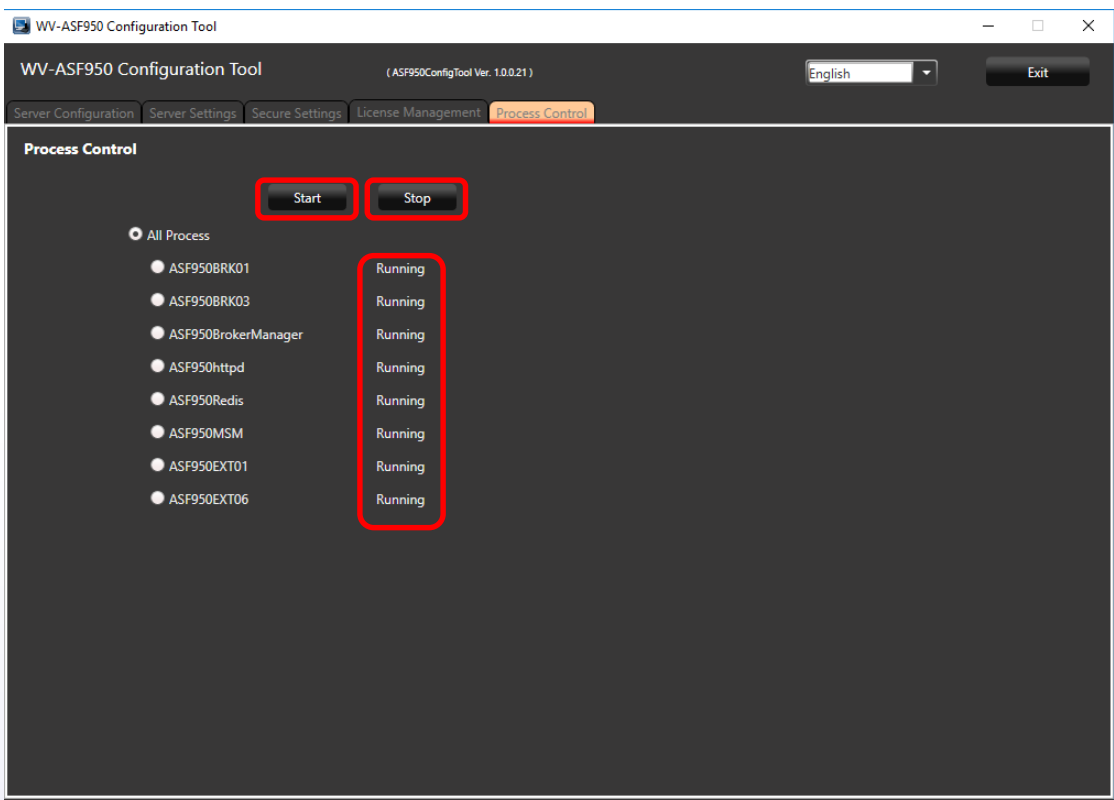 WV-ASF950 Configuration Tool
WV-ASF950 Configuration Tool ( ASF950ConfigTool Ver. 1.0.0.21 ) English Exit
Server Configuration Server Settings Secure Settings License Management Process Control
Process Control
Start Stop
All Process
ASF950BRK01 Running
ASF950BRK03 Running
ASF950BrokerManager Running
ASF950httpd Running
ASF950Redis Running
ASF950MSM Running
ASF950EXT01 Running
ASF950EXT06 Running